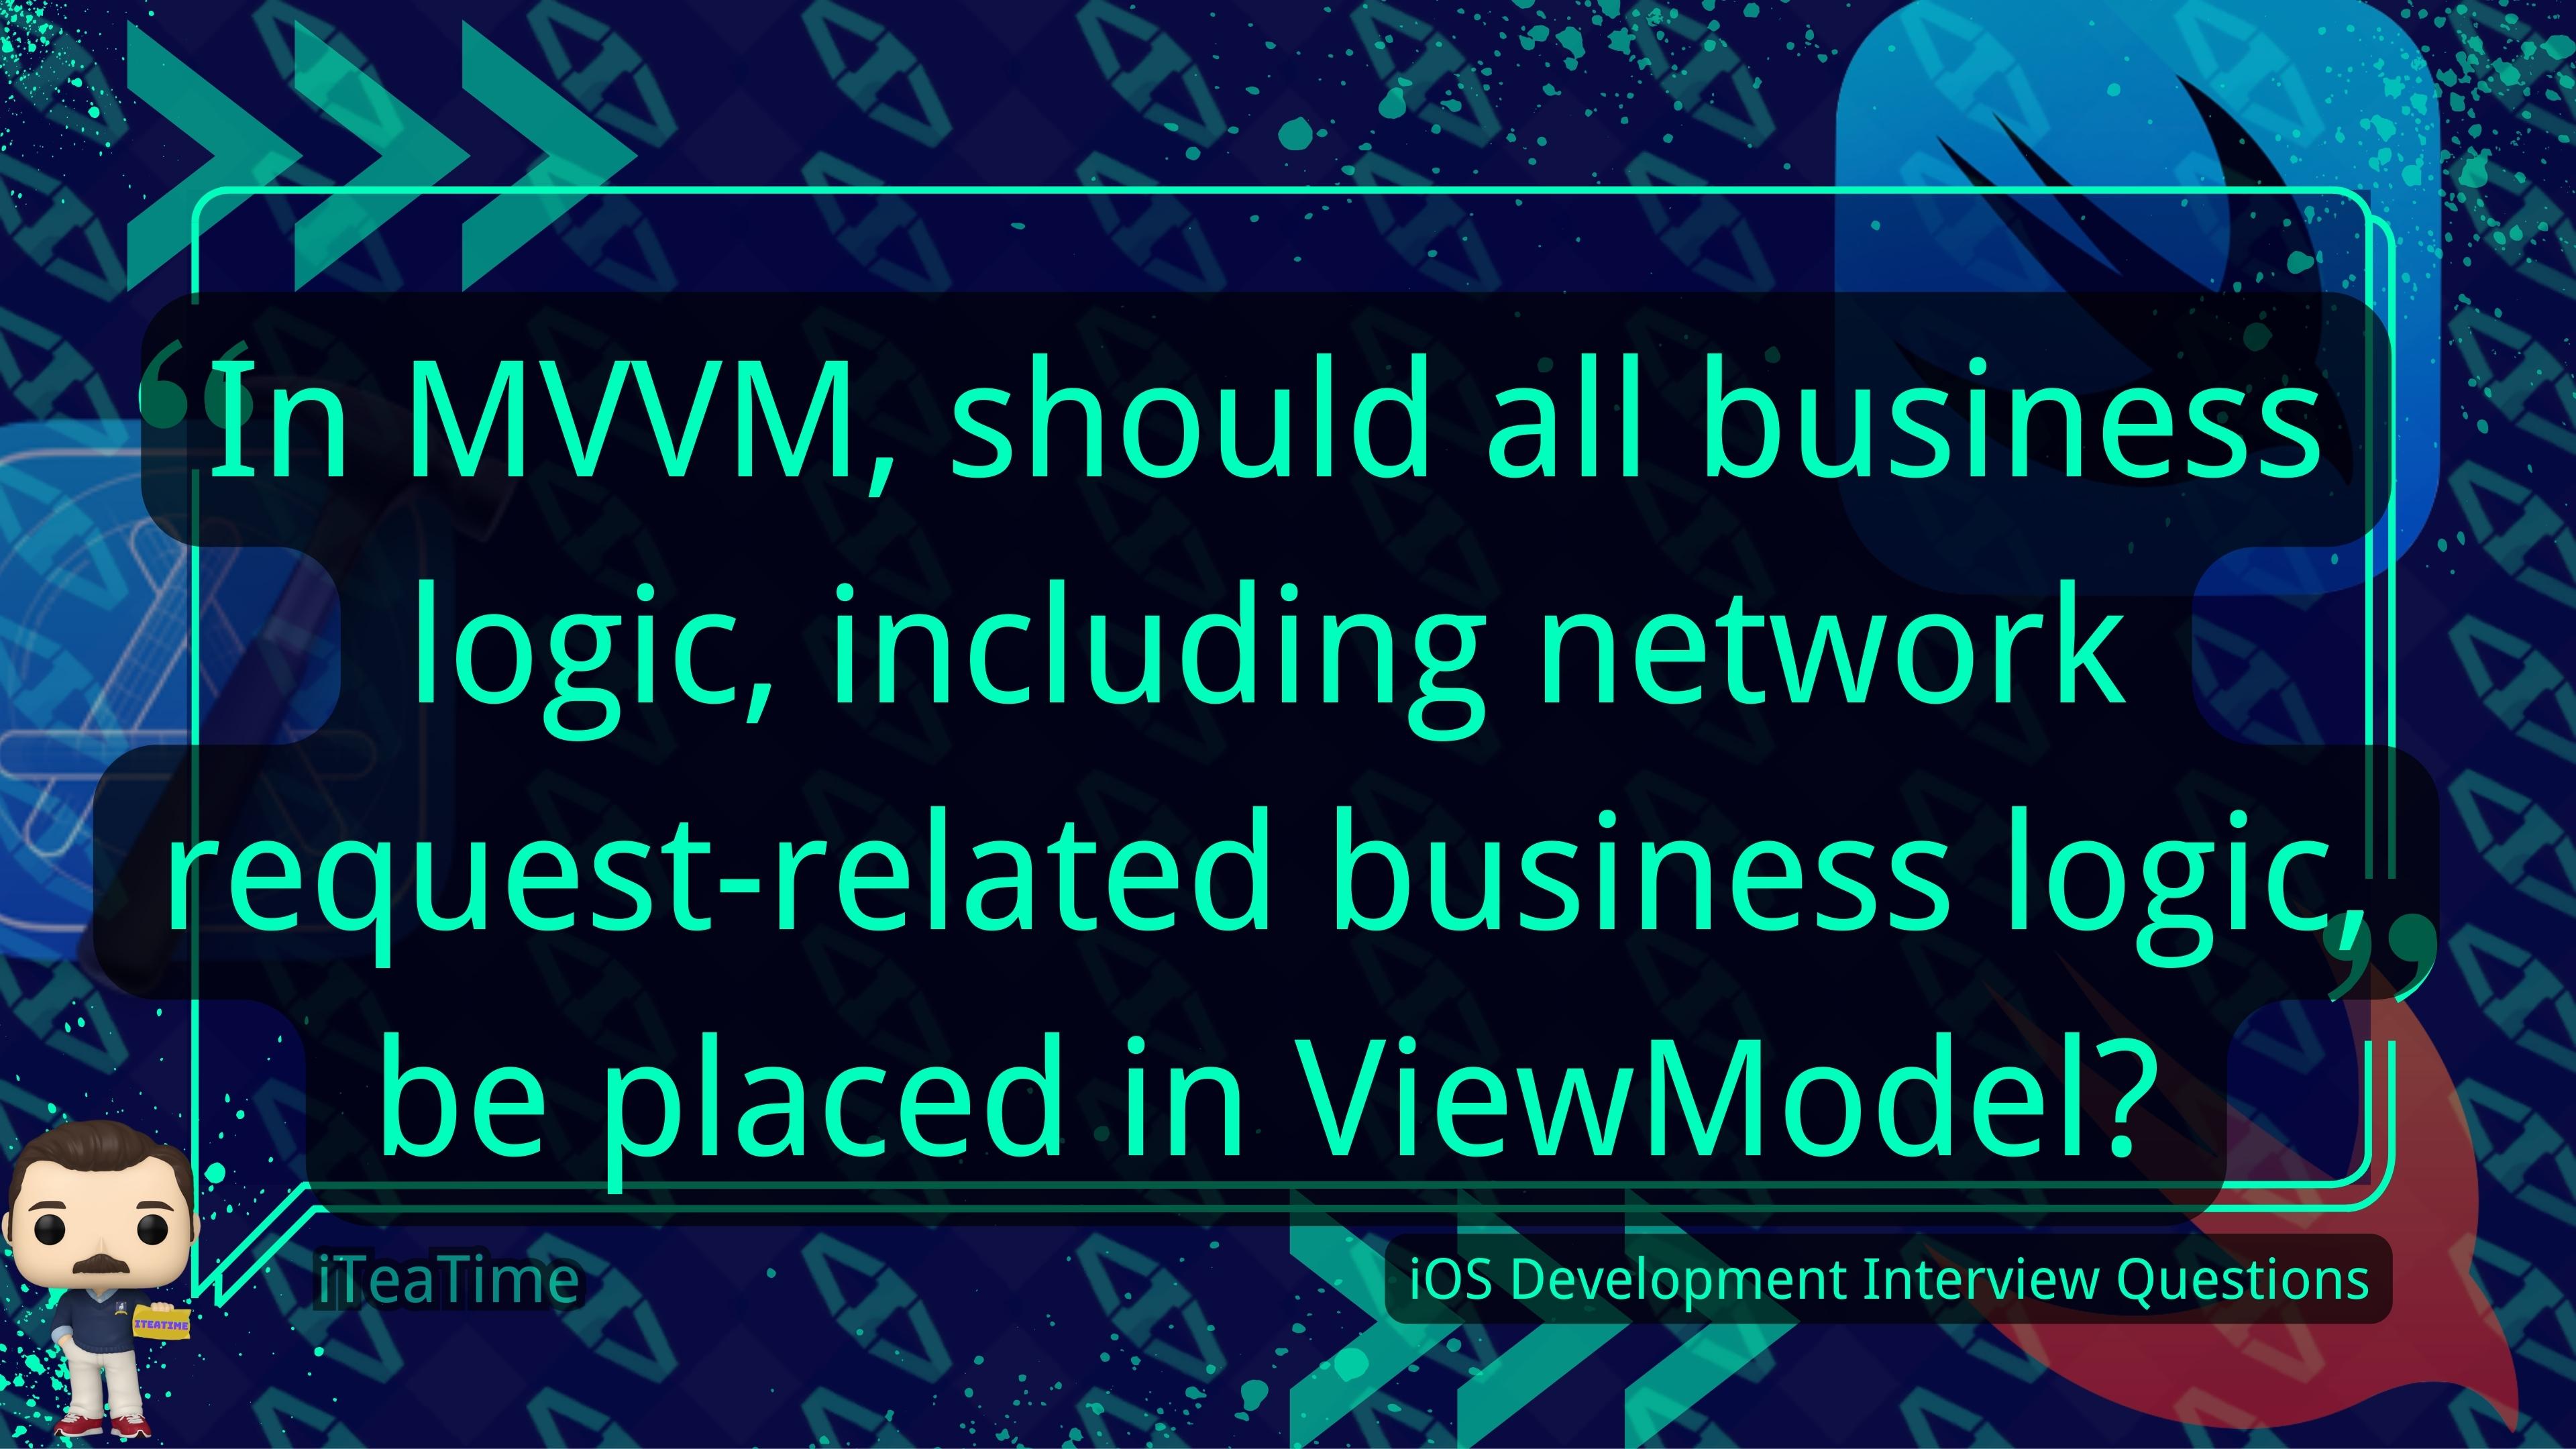 “In MVVM, should all business
logic, including network
request-related business logic,
be placed in ViewModel?”
iTeaTime
iOS Development Interview Questions
ITEATIME